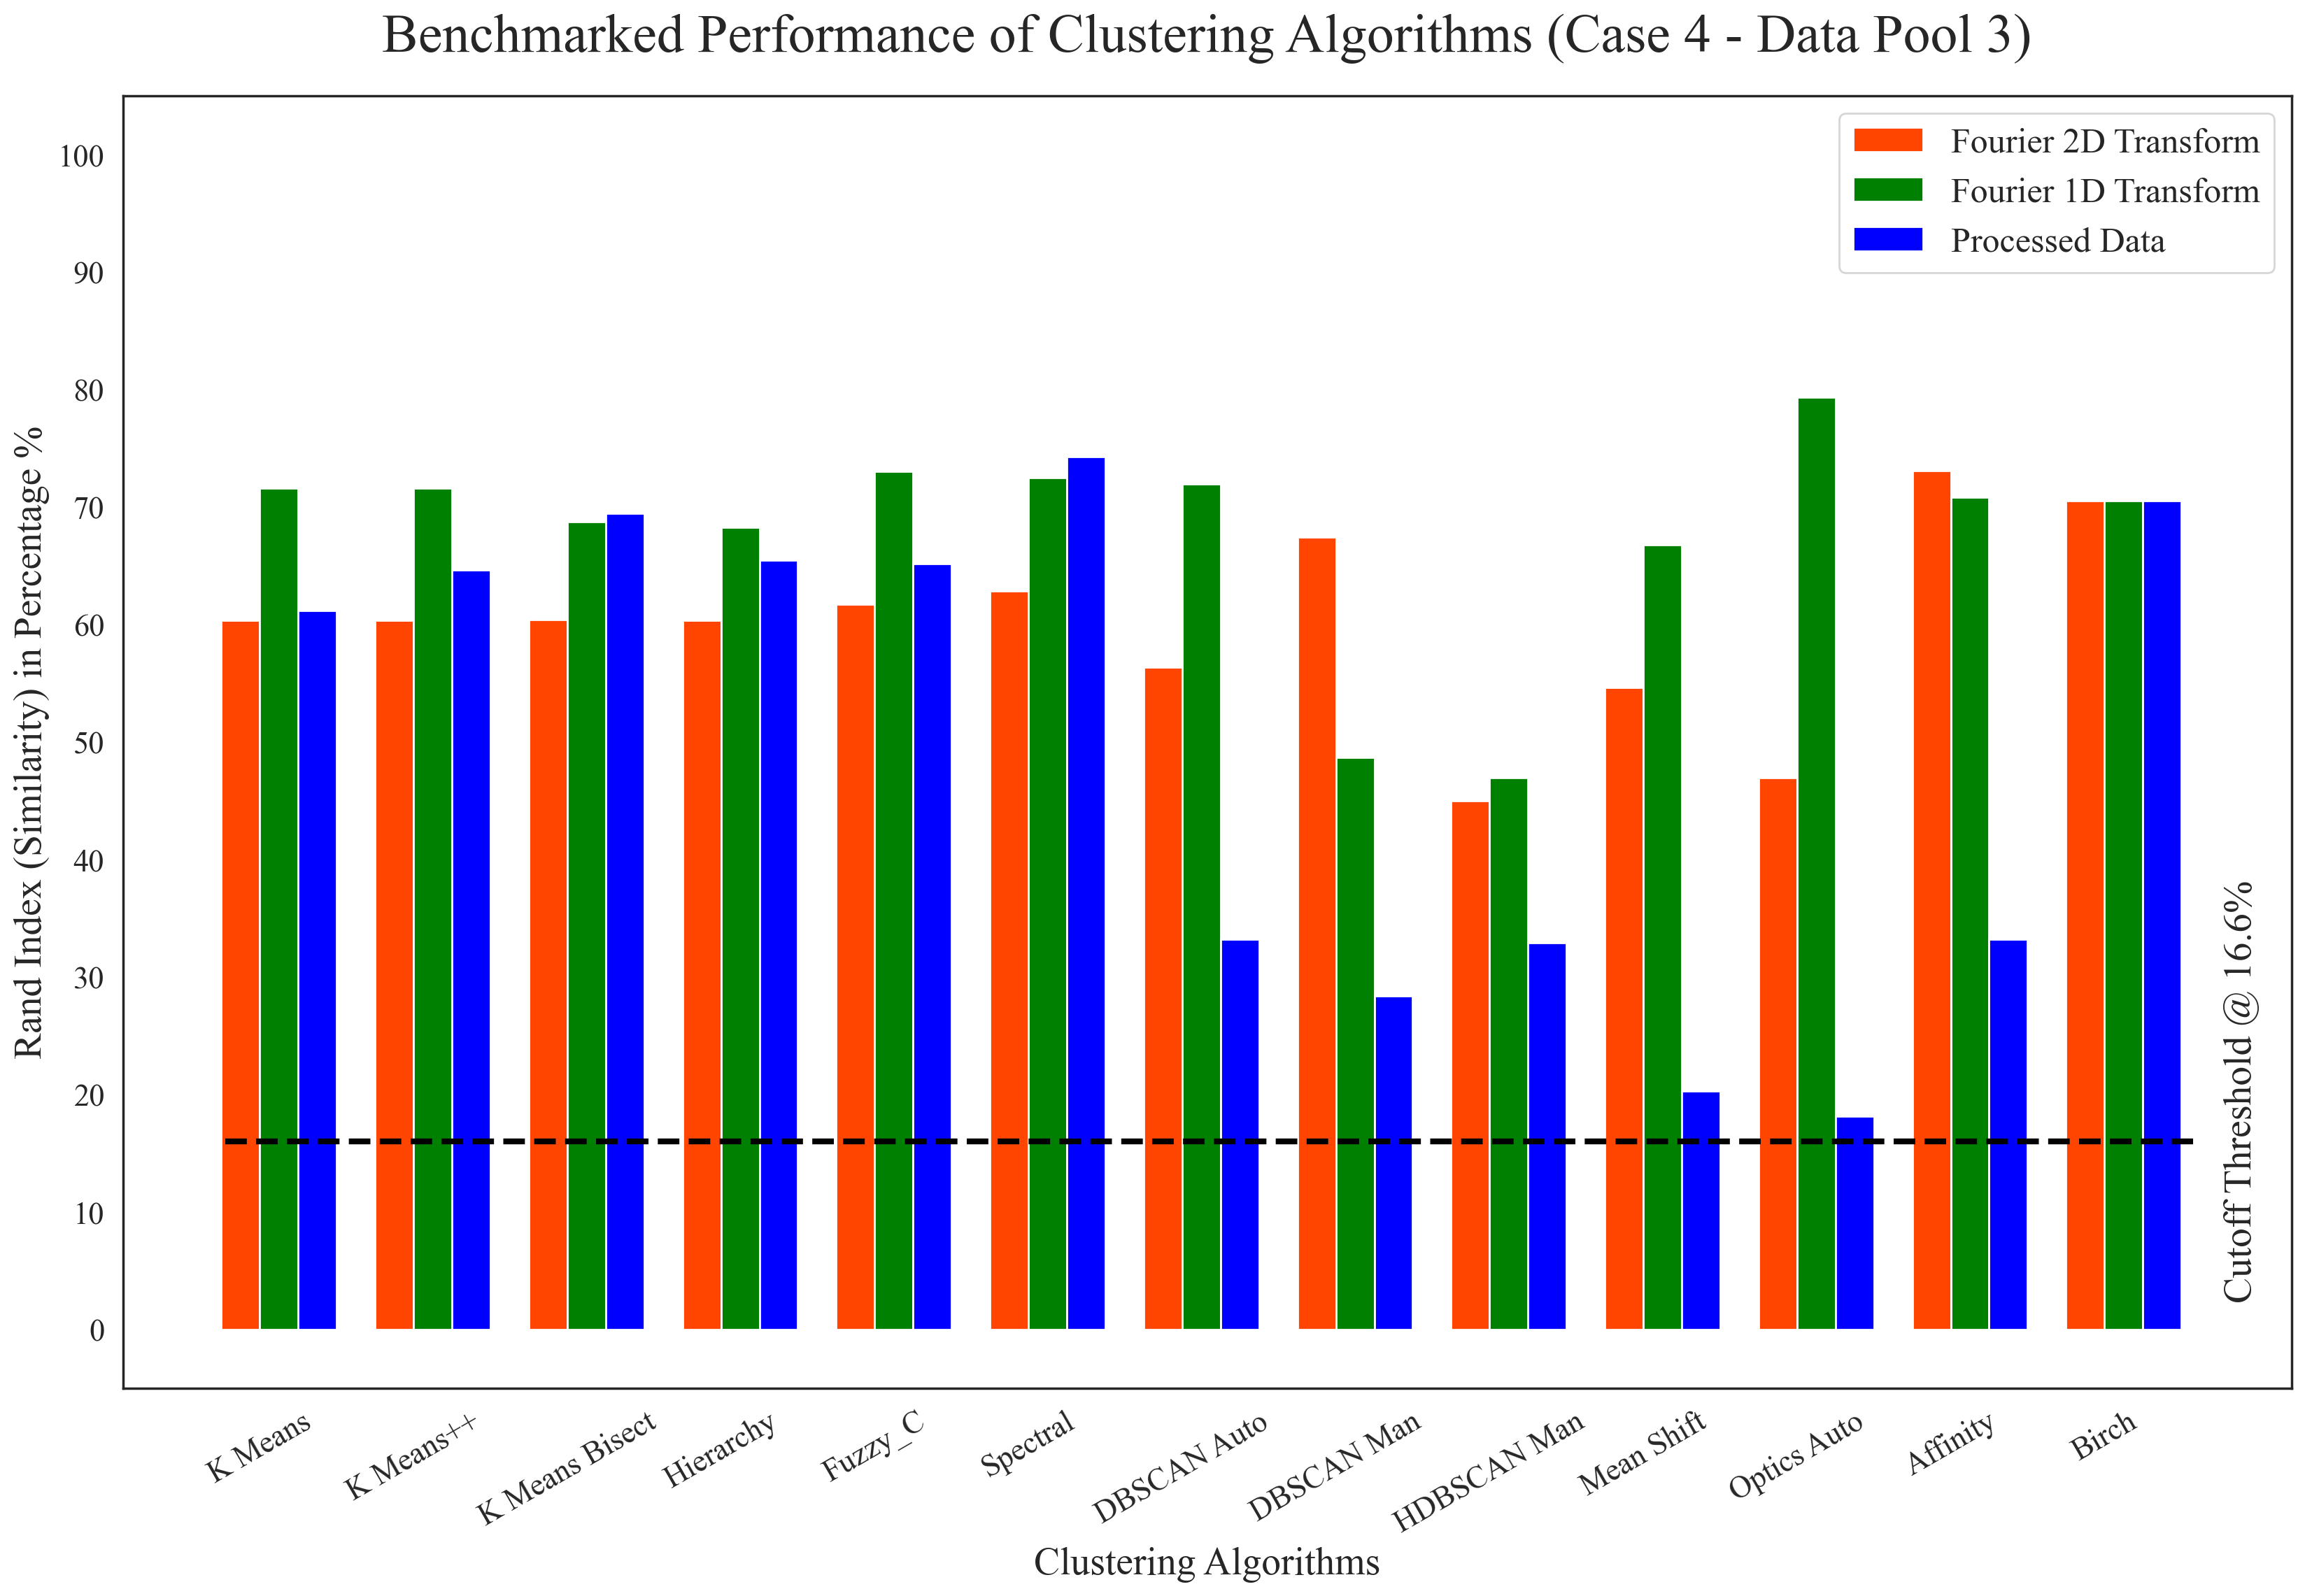 Benchmarked Performance of Clustering Algorithms (Case 4 - Data Pool 3)
Fourier 2D Transform
Fourier 1D Transform
Processed Data
Rand Index (Similarity) in Percentage %
100
90
80
70
60
50
40
30
20
10
0
Cutoff Threshold @ 16.6%
K Means
K Means++
K Means Bisect
Hierarchy
Fuzzy_C
Spectral
DBSCAN Auto
DBSCAN Man
HDBSCAN Man
Mean Shift
Optics Auto
Affinity
Birch
Clustering Algorithms